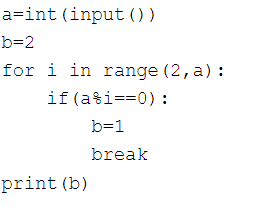 a=int(input())
b=2
for i in range(2,a):
    if(a%i==0):
        b=1
        break
print(b)